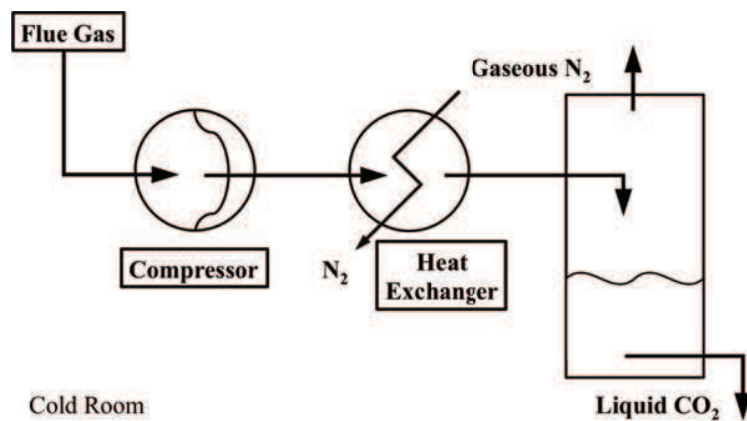 Flue Gas
Gaseous N₂
Compressor
N₂
Heat
Exchanger
Cold Room
Liquid CO₂